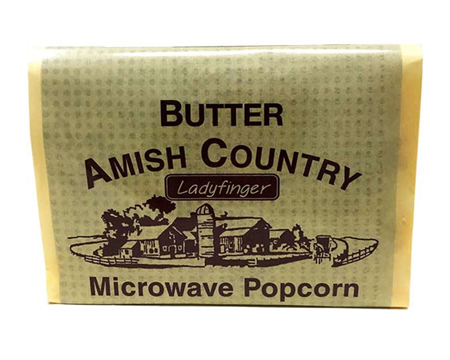 BUTTER
AMISH COUNTRY
Ladyfinger
Microwave Popcorn